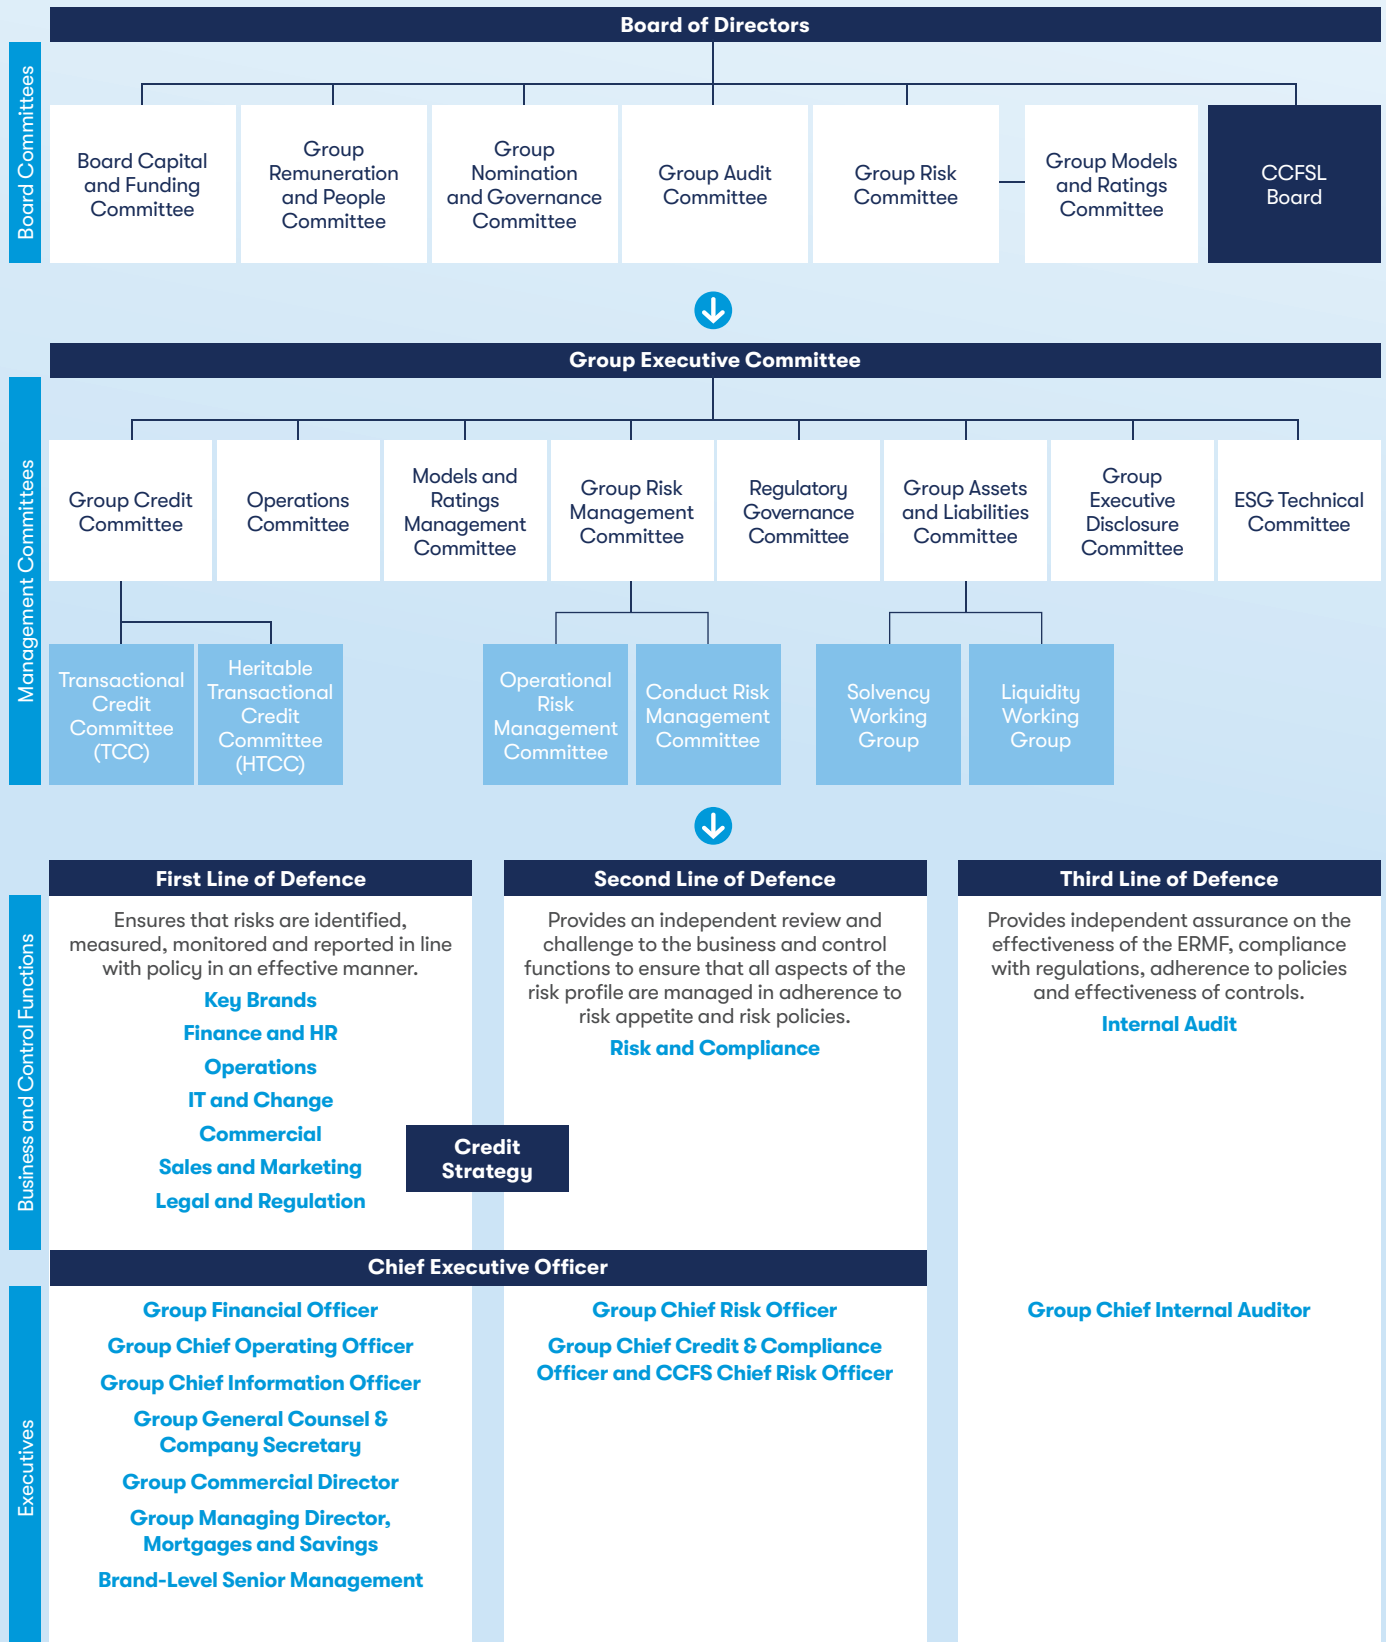 Board of Directors
Board Committees
Board Capital
and Funding
Committee
Group
Remuneration
and People
Committee
Group
Nomination
and Governance
Committee
Group Audit
Committee
Group Risk
Committee
Group Models
and Ratings
Committee
CCFSL
Board
Group Executive Committee
Management Committees
Group Credit
Committee
Operations
Committee
Models and
Ratings
Management
Committee
Group Risk
Management
Committee
Regulatory
Governance
Committee
Group Assets
and Liabilities
Committee
Group
Executive
Disclosure
Committee
ESG Technical
Committee
Transactional
Credit
Committee
(TCC)
Heritable
Transactional
Credit
Committee
(HTCC)
Operational
Risk
Management
Committee
Conduct Risk
Management
Committee
Solvency
Working
Group
Liquidity
Working
Group
Business and Control Functions
First Line of Defence
Ensures that risks are identified,
measured, monitored and reported in line
with policy in an effective manner.
Key Brands
Finance and HR
Operations
IT and Change
Commercial
Sales and Marketing
Legal and Regulation
Credit
Strategy
Second Line of Defence
Provides an independent review and
challenge to the business and control
functions to ensure that all aspects of the
risk profile are managed in adherence to
risk appetite and risk policies.
Risk and Compliance
Third Line of Defence
Provides independent assurance on the
effectiveness of the ERMF, compliance
with regulations, adherence to policies
and effectiveness of controls.
Internal Audit
Chief Executive Officer
Executives
Group Financial Officer
Group Chief Operating Officer
Group Chief Information Officer
Group General Counsel &
Company Secretary
Group Commercial Director
Group Managing Director,
Mortgages and Savings
Brand-Level Senior Management
Group Chief Risk Officer
Group Chief Credit & Compliance
Officer and CCFS Chief Risk Officer
Group Chief Internal Auditor